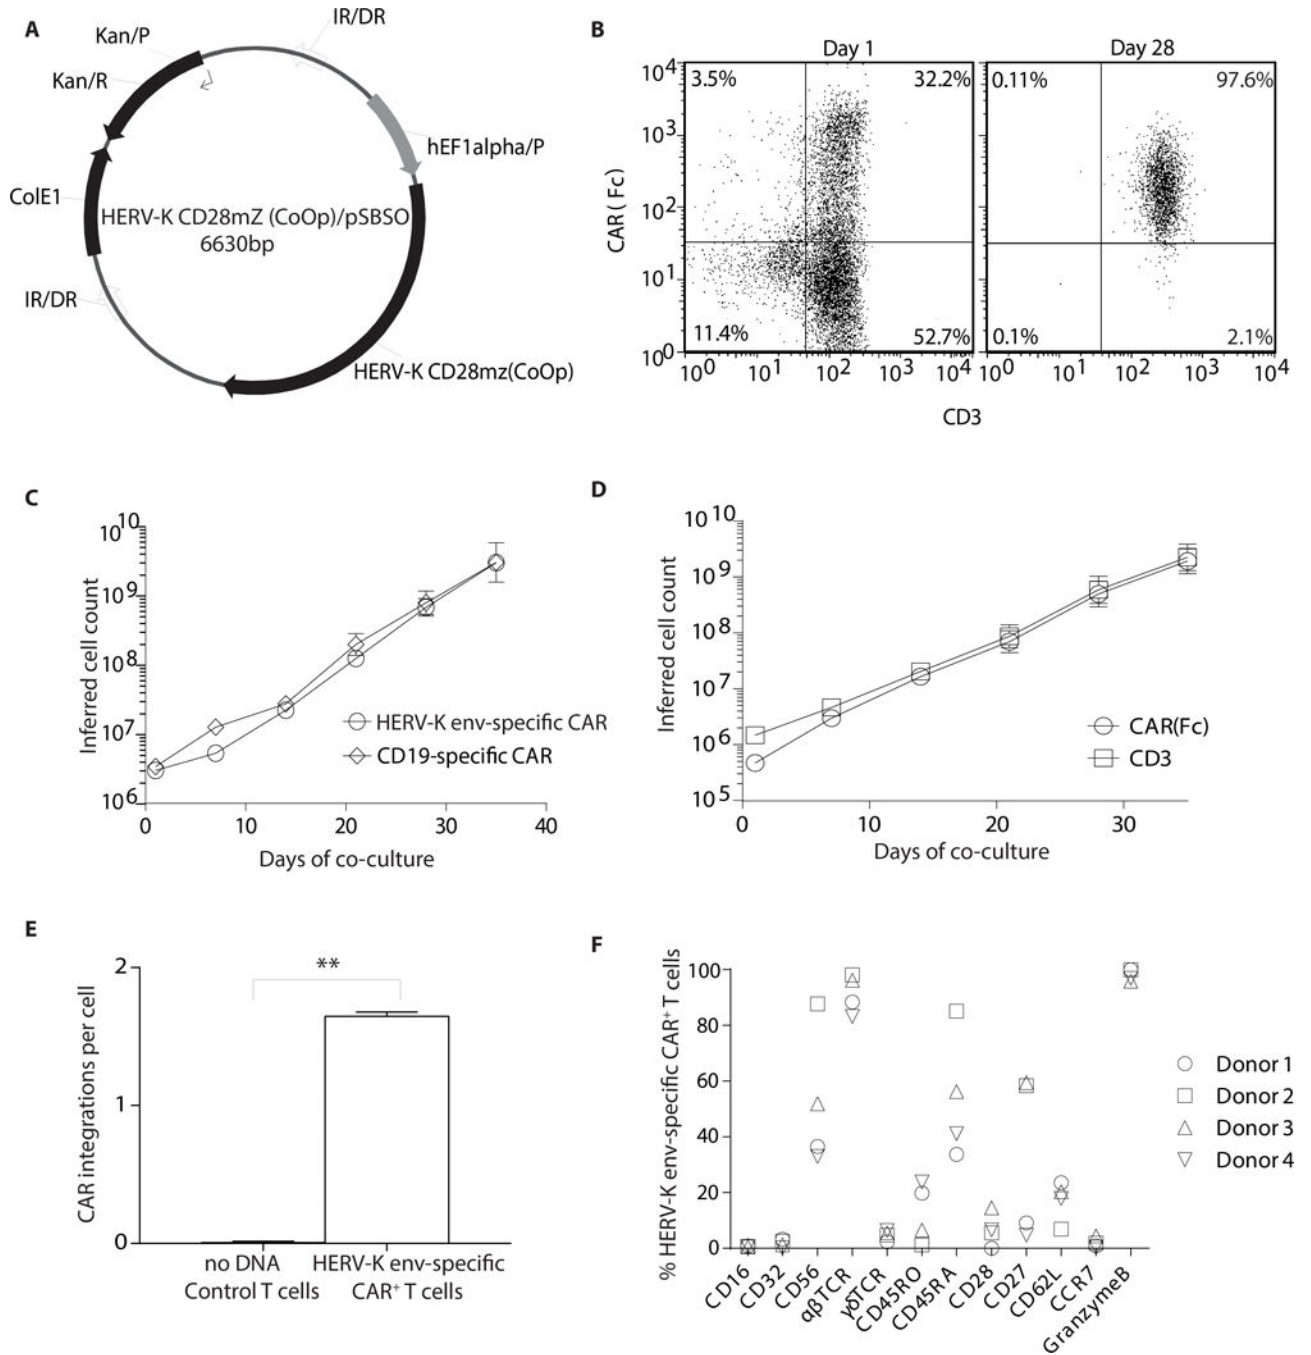 A
Kan/P
IR/DR
Kan/R
hEF1alpha/P
ColE1
HERV-K CD28mZ (CoOp)/pSBSO
6630bp
IR/DR
HERV-K CD28mz(CoOp)
B
Day 1
Day 28
10^4
3.5%
32.2%
0.11%
97.6%
10^3
CAR( Fc)
10^2
10^1
11.4%
52.7%
0.1%
2.1%
10^0
10^0 10^1 10^2 10^3 10^4
10^0 10^1 10^2 10^3 10^4
CD3
C
10^10
10^9
10^8
10^7
10^6
Inferred cell count
HERV-K env-specific CAR
CD19-specific CAR
0 10 20 30 40
Days of co-culture
D
10^10
10^9
10^8
10^7
10^6
10^5
Inferred cell count
CAR(Fc)
CD3
0 10 20 30
Days of co-culture
E
2
**
1
0
CAR integrations per cell
no DNA
Control T cells
HERV-K env-specific
CAR⁺ T cells
F
% HERV-K env-specific CAR⁺ T cells
100
80
60
40
20
0
Donor 1
Donor 2
Donor 3
Donor 4
CD16
CD32
CD56
αβTCR
γδTCR
CD45RO
CD45RA
CD28
CD27
CD62L
CCR7
GranzymeB